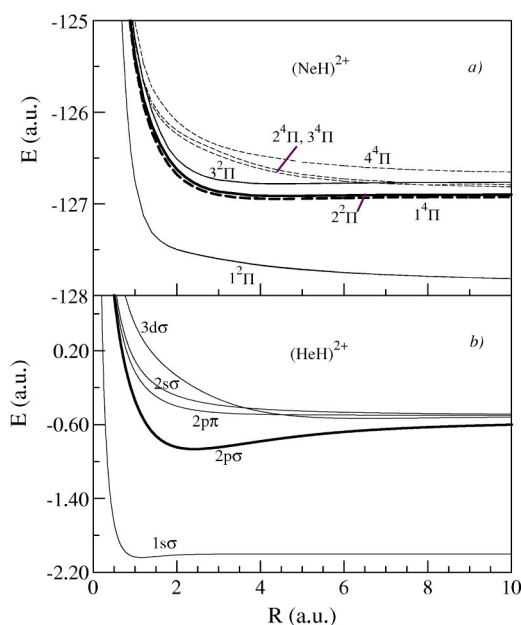 -125
(NeH)²⁺ a)
-126
2⁴Π, 3⁴Π
4⁴Π
3²Π
E (a.u.)
-127
2²Π 1⁴Π
1²Π
-128
3dσ
(HeH)²⁺ b)
0.20
2sσ
E (a.u.)
-0.60
2pπ
2pσ
-1.40
1sσ
-2.20
0 2 4 6 8 10
R (a.u.)